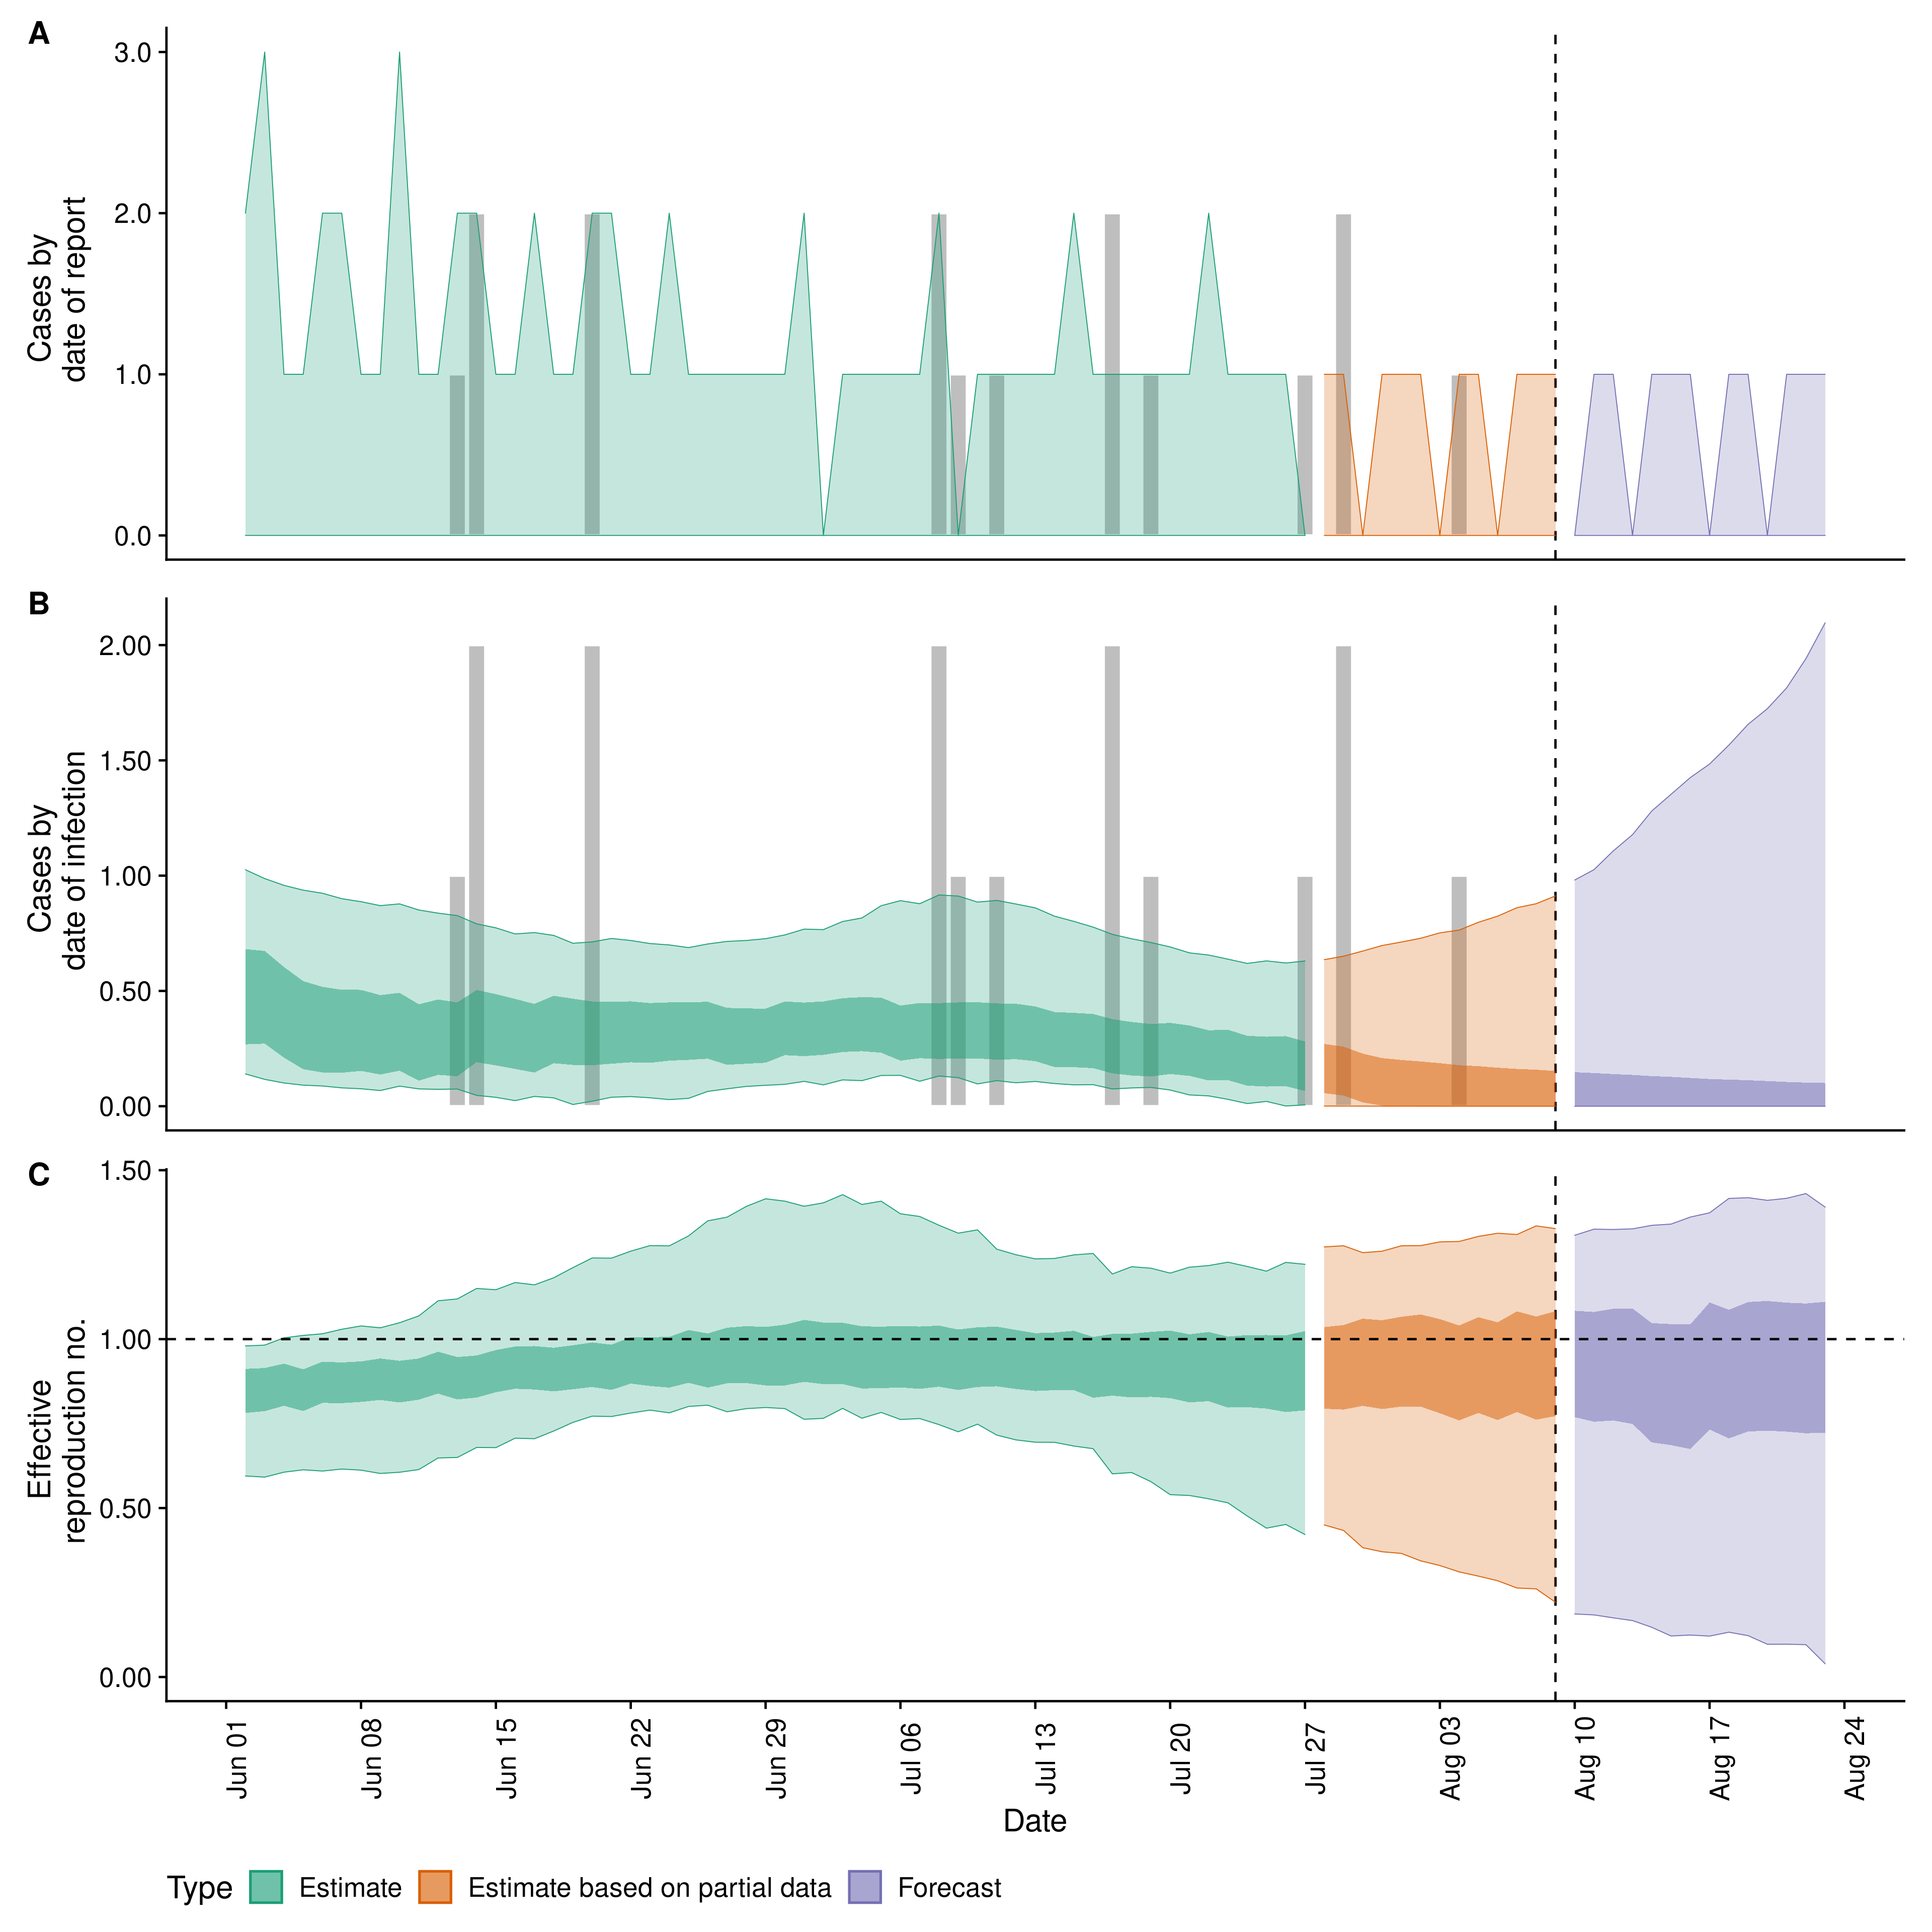 A
Cases by
date of report
3.0
2.0
1.0
0.0
B
Cases by
date of infection
2.00
1.50
1.00
0.50
0.00
C
Effective
reproduction no.
1.50
1.00
0.50
0.00
Jun 01
Jun 08
Jun 15
Jun 22
Jun 29
Jul 06
Jul 13
Jul 20
Jul 27
Aug 03
Aug 10
Aug 17
Aug 24
Date
Type Estimate Estimate based on partial data Forecast